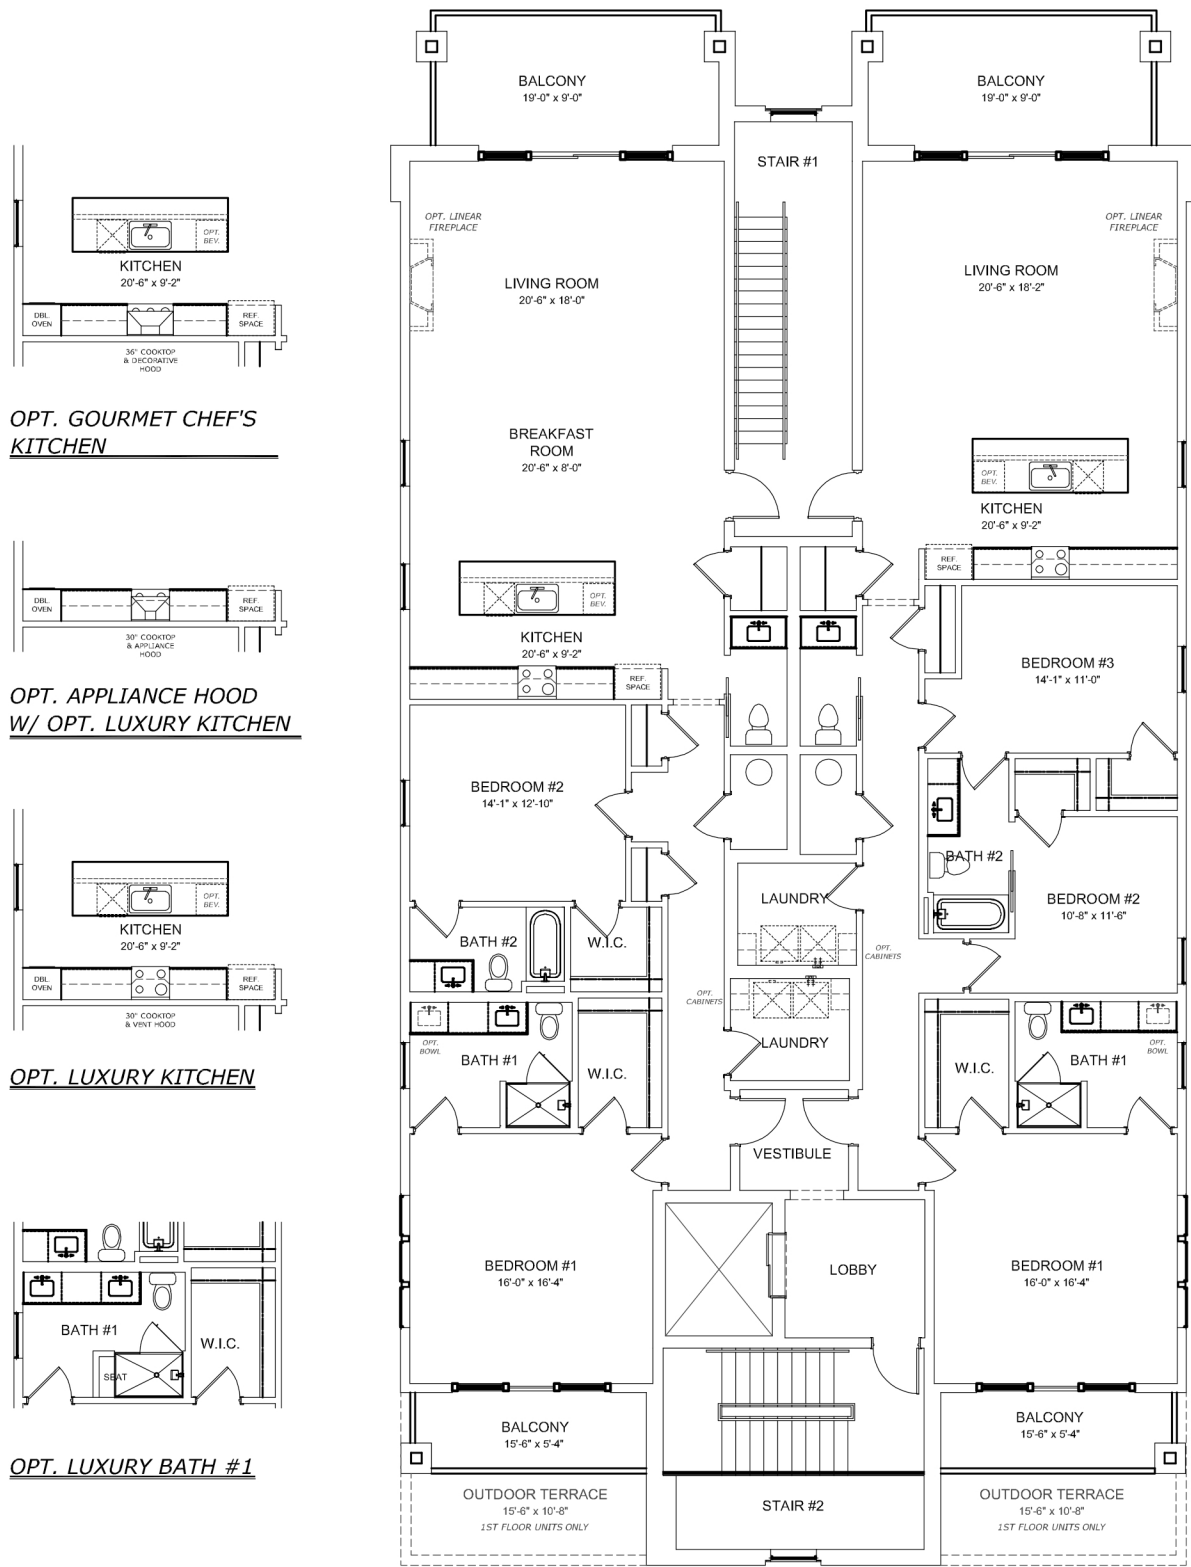 BALCONY
19'-0" x 9'-0"
BALCONY
19'-0" x 9'-0"
STAIR #1
OPT. LINEAR
FIREPLACE
OPT. LINEAR
FIREPLACE
LIVING ROOM
20'-6" x 18'-0"
LIVING ROOM
20'-6" x 18'-2"
BREAKFAST
ROOM
20'-6" x 8'-0"
OPT.
BEV.
KITCHEN
20'-6" x 9'-2"
REF.
SPACE
OPT.
BEV.
KITCHEN
20'-6" x 9'-2"
REF.
SPACE
BEDROOM #3
14'-1" x 11'-0"
BEDROOM #2
14'-1" x 12'-10"
BATH #2
BEDROOM #2
10'-8" x 11'-6"
LAUNDRY
BATH #2
W.I.C.
OPT.
CABINETS
OPT.
CABINETS
LAUNDRY
OPT.
BOWL
BATH #1
W.I.C.
W.I.C.
BATH #1
OPT.
BOWL
VESTIBULE
BEDROOM #1
16'-0" x 16'-4"
LOBBY
BEDROOM #1
16'-0" x 16'-4"
BALCONY
15'-6" x 5'-4"
BALCONY
15'-6" x 5'-4"
OUTDOOR TERRACE
15'-6" x 10'-8"
1ST FLOOR UNITS ONLY
STAIR #2
OUTDOOR TERRACE
15'-6" x 10'-8"
1ST FLOOR UNITS ONLY
OPT.
BEV.
KITCHEN
20'-6" x 9'-2"
DBL.
OVEN
REF.
SPACE
36" COOKTOP
& DECORATIVE
HOOD
OPT. GOURMET CHEF'S
KITCHEN
DBL.
OVEN
REF.
SPACE
30" COOKTOP
& APPLIANCE
HOOD
OPT. APPLIANCE HOOD
W/ OPT. LUXURY KITCHEN
OPT.
BEV.
KITCHEN
20'-6" x 9'-2"
DBL.
OVEN
REF.
SPACE
30" COOKTOP
& VENT HOOD
OPT. LUXURY KITCHEN
BATH #1
W.I.C.
SEAT
OPT. LUXURY BATH #1